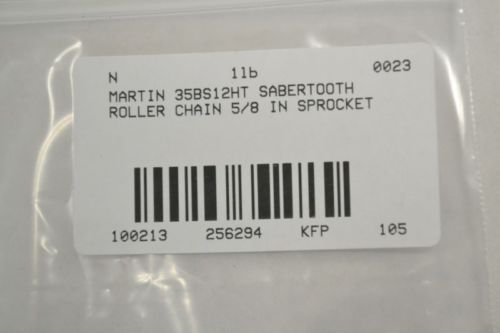 N 1lb 0023
MARTIN 35BS12HT SABERTOOTH
ROLLER CHAIN 5/8 IN SPROCKET
100213 256294 KFP 105